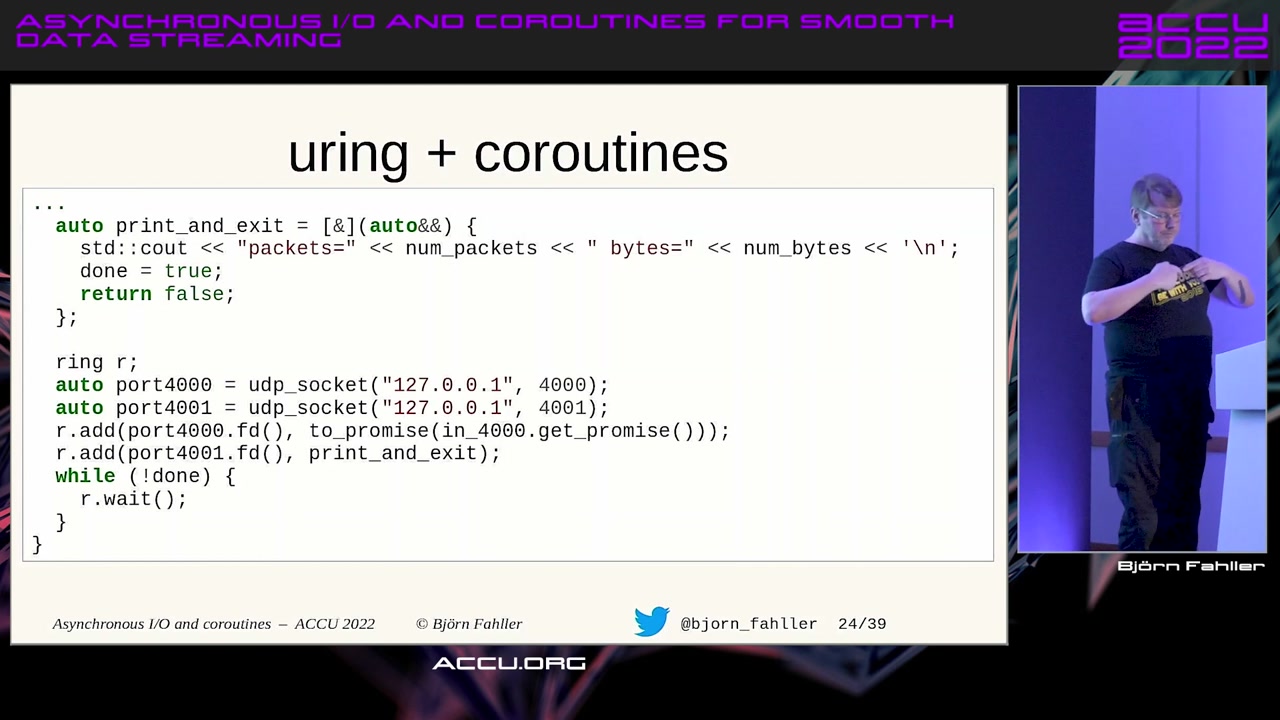 ASYNCHRONOUS I/O AND COROUTINES FOR SMOOTH
DATA STREAMING
ACCU
2022
uring + coroutines
...
  auto print_and_exit = [&](auto&&) {
    std::cout << "packets=" << num_packets << " bytes=" << num_bytes << '\n';
    done = true;
    return false;
  };
  ring r;
  auto port4000 = udp_socket("127.0.0.1", 4000);
  auto port4001 = udp_socket("127.0.0.1", 4001);
  r.add(port4000.fd(), to_promise(in_4000.get_promise()));
  r.add(port4001.fd(), print_and_exit);
  while (!done) {
    r.wait();
  }
}
Asynchronous I/O and coroutines – ACCU 2022 © Björn Fahller @bjorn_fahller 24/39
BE WITH YOU
Björn Fahller
ACCU.ORG